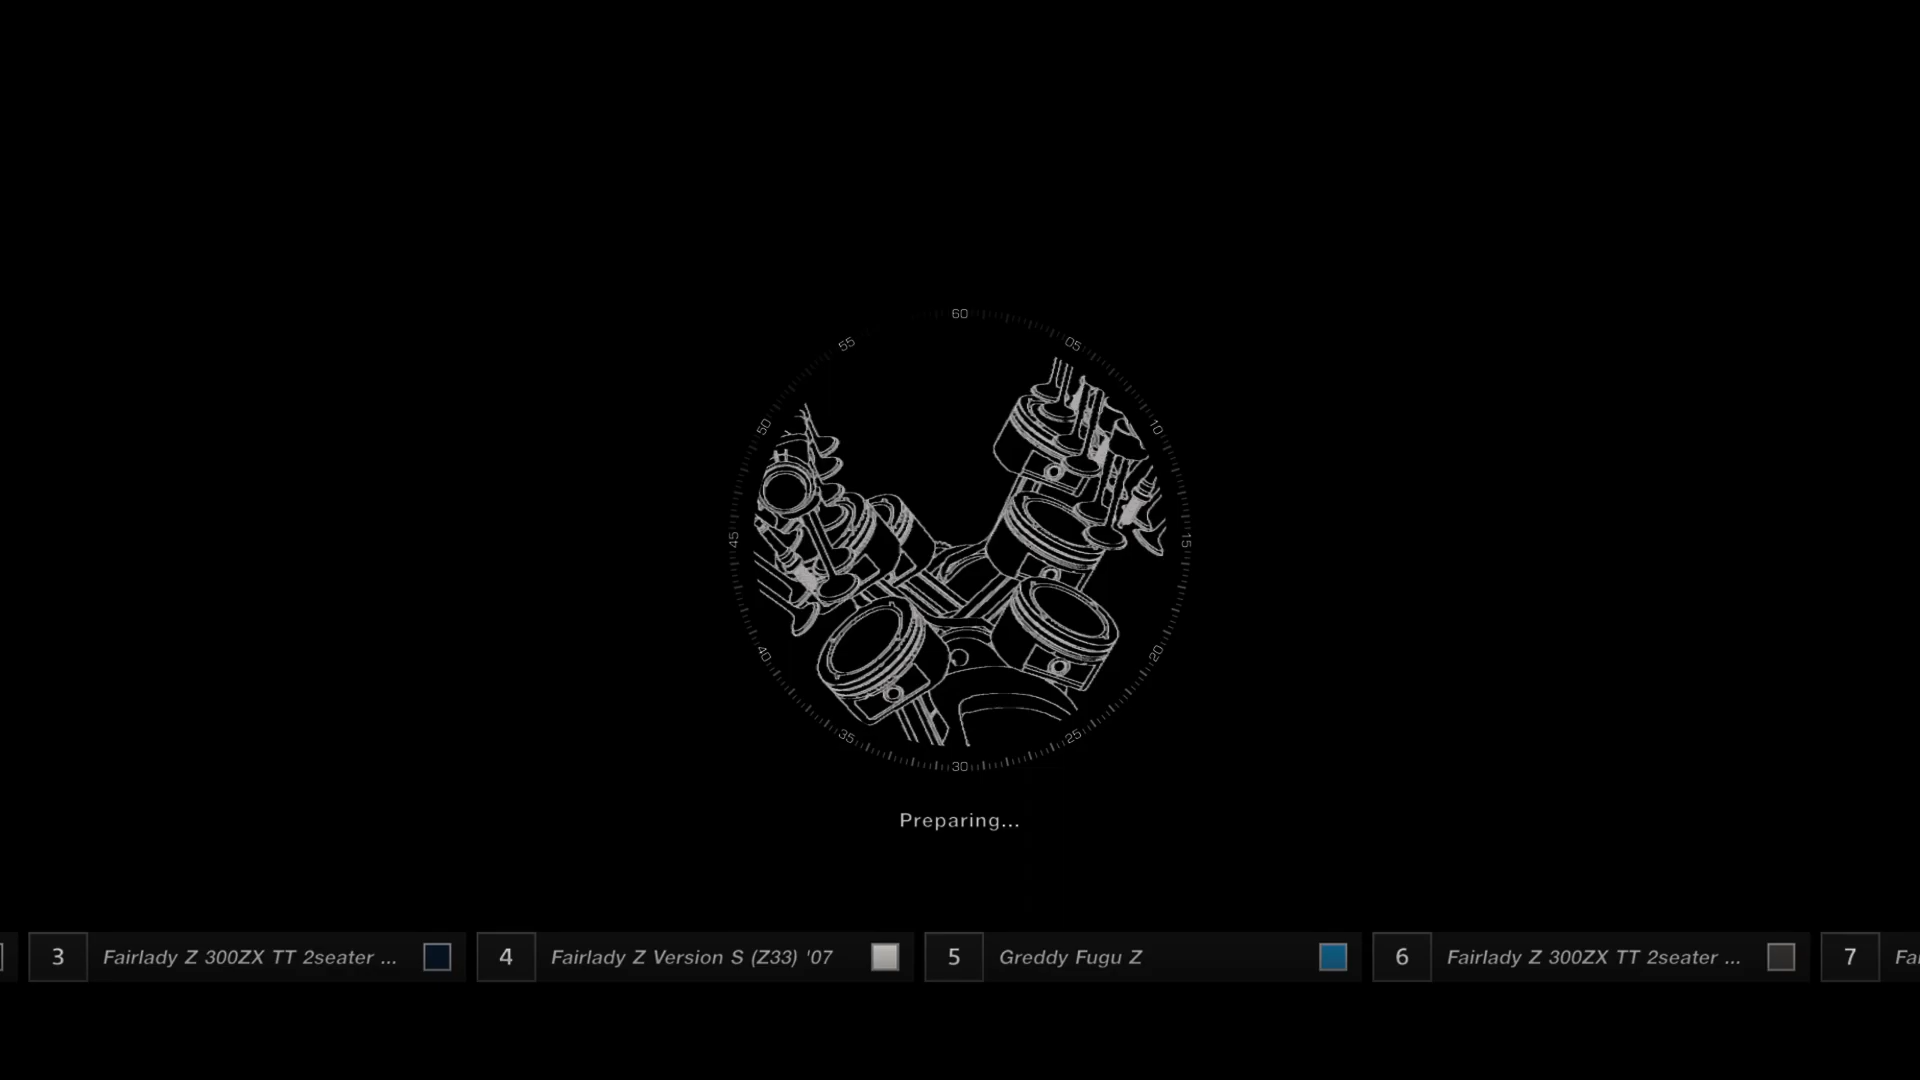 60
55
05
50
10
H
45
15
40
20
35
25
30
Preparing...
3 Fairlady Z 300ZX TT 2seater ...
4 Fairlady Z Version S (Z33) '07
5 Greddy Fugu Z
6 Fairlady Z 300ZX TT 2seater ...
7